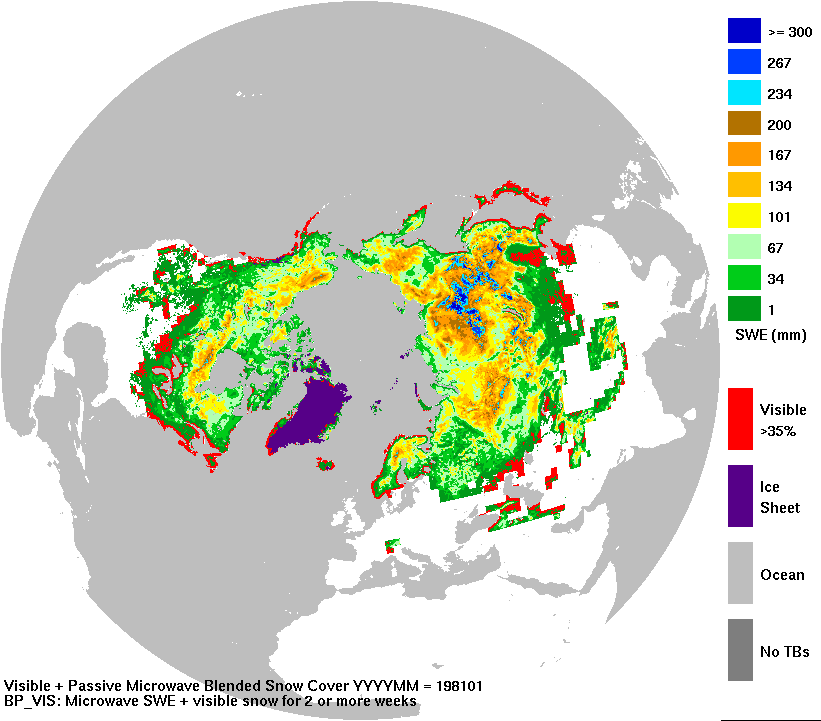 >= 300
267
234
200
167
134
101
67
34
1
SWE (mm)
Visible
>35%
Ice
Sheet
Ocean
No TBs
Visible + Passive Microwave Blended Snow Cover YYYYMM = 198101
BP_VIS: Microwave SWE + visible snow for 2 or more weeks